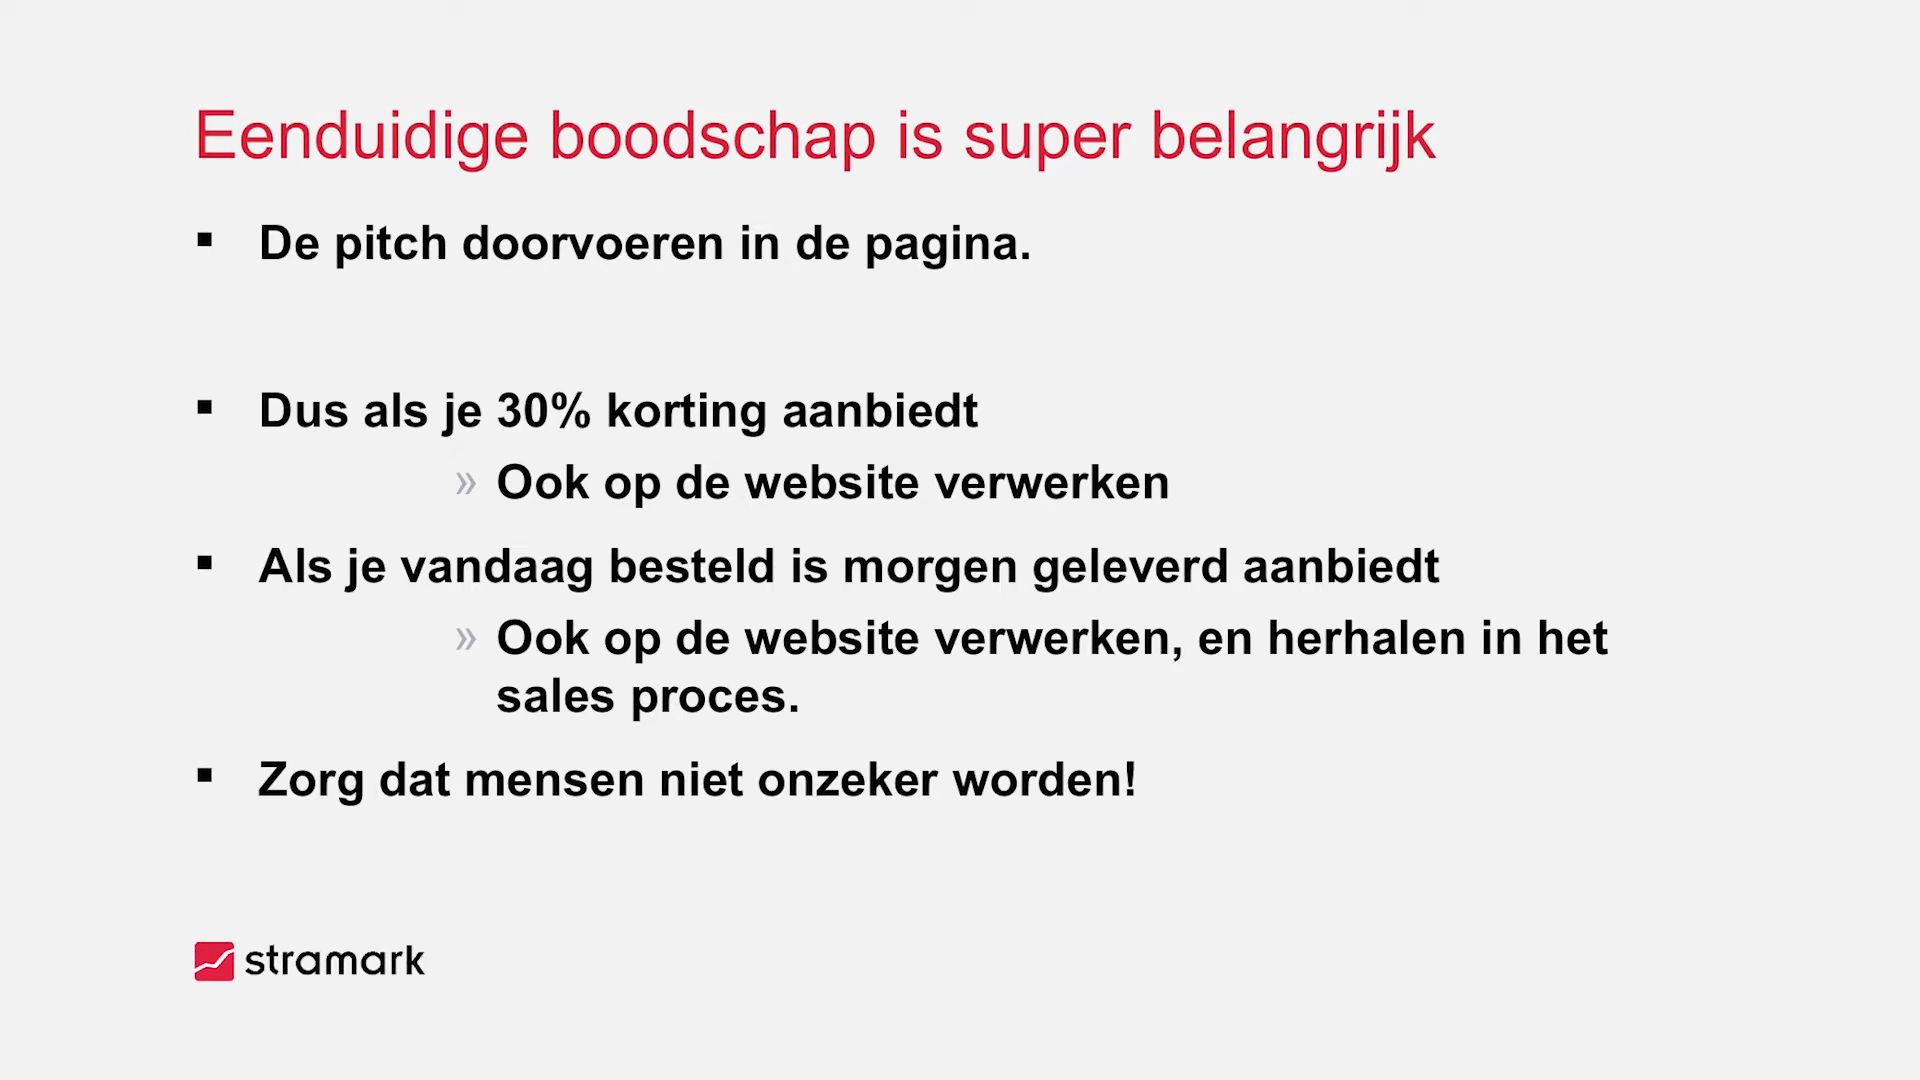 Eenduidige boodschap is super belangrijk
▪ De pitch doorvoeren in de pagina.
▪ Dus als je 30% korting aanbiedt
» Ook op de website verwerken
▪ Als je vandaag besteld is morgen geleverd aanbiedt
» Ook op de website verwerken, en herhalen in het
sales proces.
▪ Zorg dat mensen niet onzeker worden!
stramark